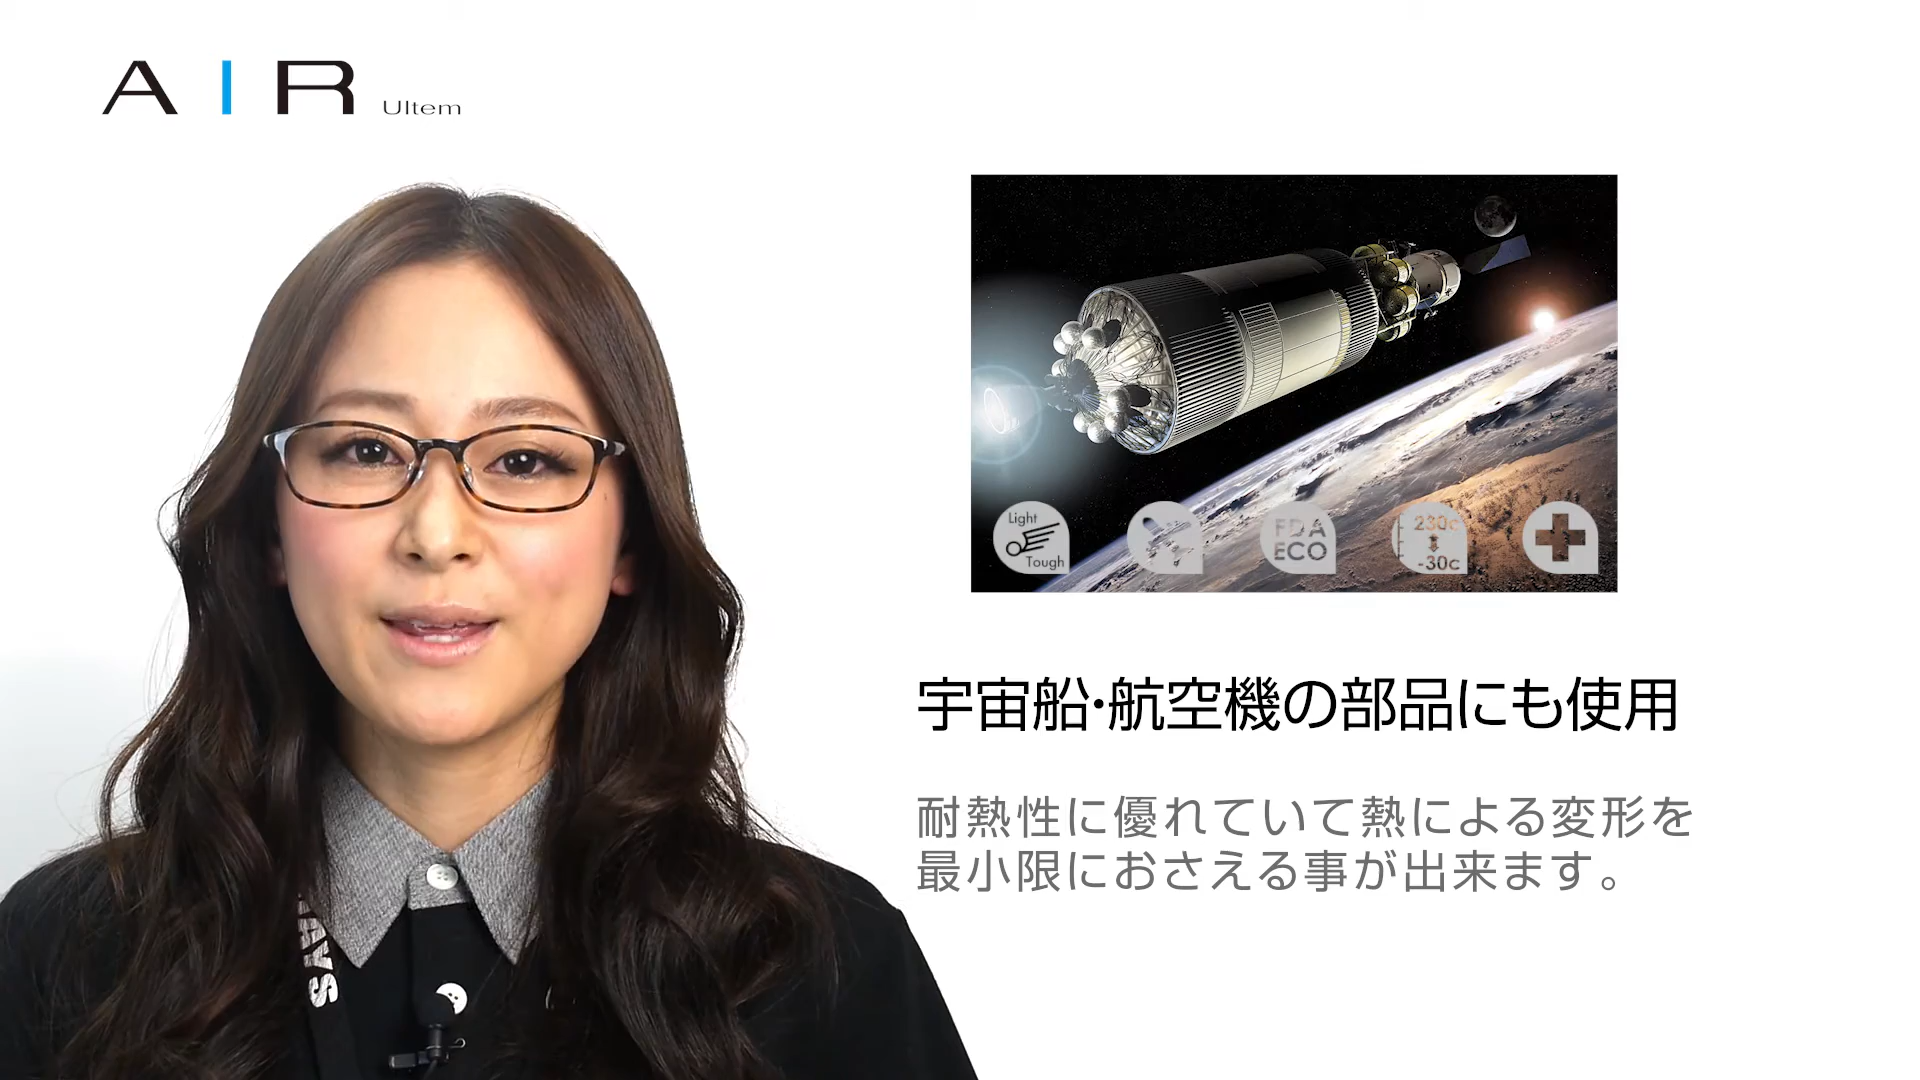 AIR Ultem
Light
Tough
FDA
ECO
230c
-30c
宇宙船・航空機の部品にも使用
耐熱性に優れていて熱による変形を
最小限におさえる事が出来ます。